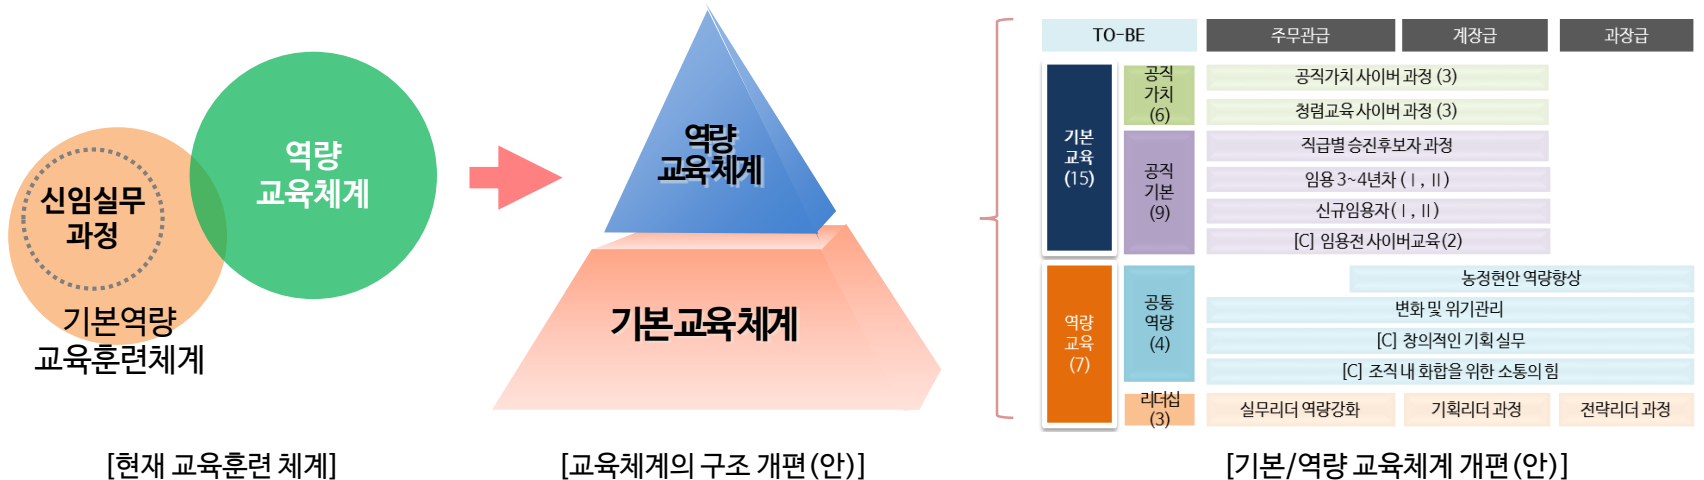 신임실무
과정
역량
교육체계
기본역량
교육훈련체계
[현재 교육훈련 체계]
역량
교육체계
기본 교육 체계
[교육체계의 구조 개편(안)]
TO-BE 주무관급 계장급 과장급
기본
교육
(15)
공직
가치
(6)
공직가치 사이버 과정 (3)
청렴교육 사이버 과정 (3)
공직
기본
(9)
직급별 승진후보자 과정
임용 3~4년차 (Ⅰ, Ⅱ)
신규임용자(Ⅰ, Ⅱ)
[C] 임용전 사이버교육(2)
역량
교육
(7)
공통
역량
(4)
농정현안 역량향상
변화 및 위기관리
[C] 창의적인 기획 실무
[C] 조직 내 화합을 위한 소통의 힘
리더십
(3)
실무리더 역량강화 기획리더 과정 전략리더 과정
[기본/역량 교육체계 개편(안)]